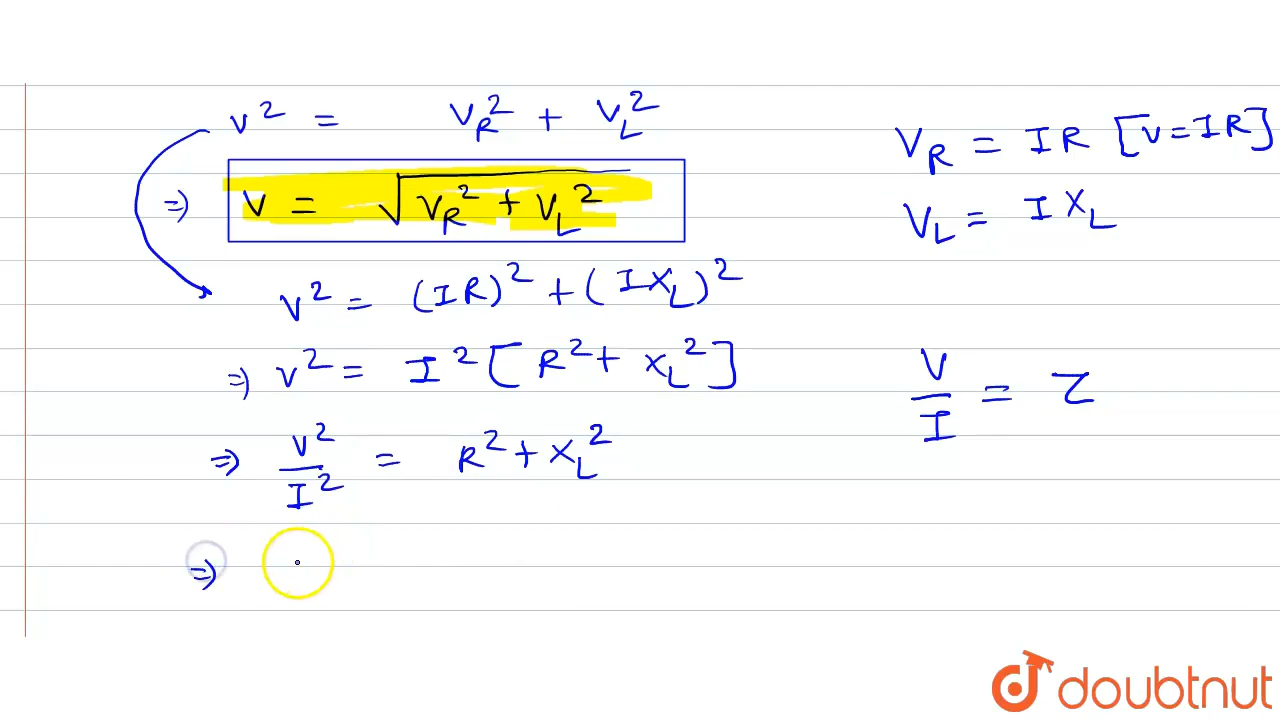 V² = V_R² + V_L²
⇒) V = √(V_R² + V_L²)
V² = (IR)² + (IX_L)²
⇒) V² = I² [R² + X_L²]
⇒) V²/I² = R² + X_L²
⇒)
V_R = IR [V=IR]
V_L = I X_L
V/I = Z
doubtnut